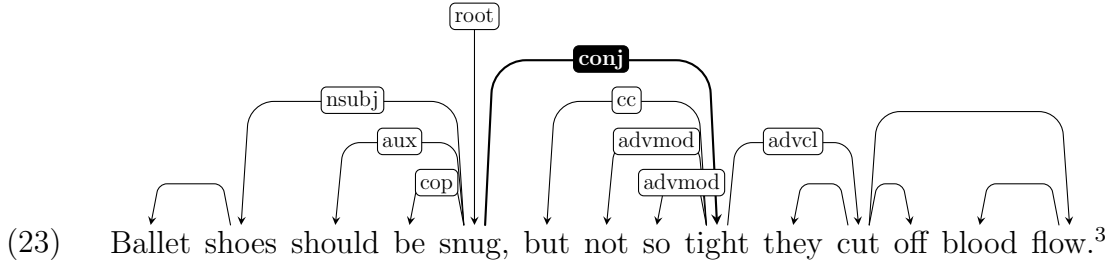 root
conj
nsubj
cc
aux
advmod
advcl
cop
advmod
(23) Ballet shoes should be snug, but not so tight they cut off blood flow.³